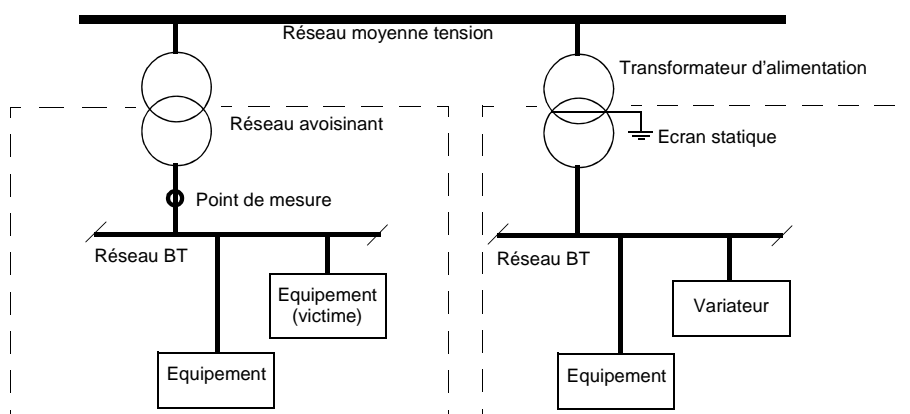 Réseau moyenne tension
Transformateur d'alimentation
Réseau avoisinant
Ecran statique
Point de mesure
Réseau BT
Réseau BT
Equipement
(victime)
Variateur
Equipement
Equipement